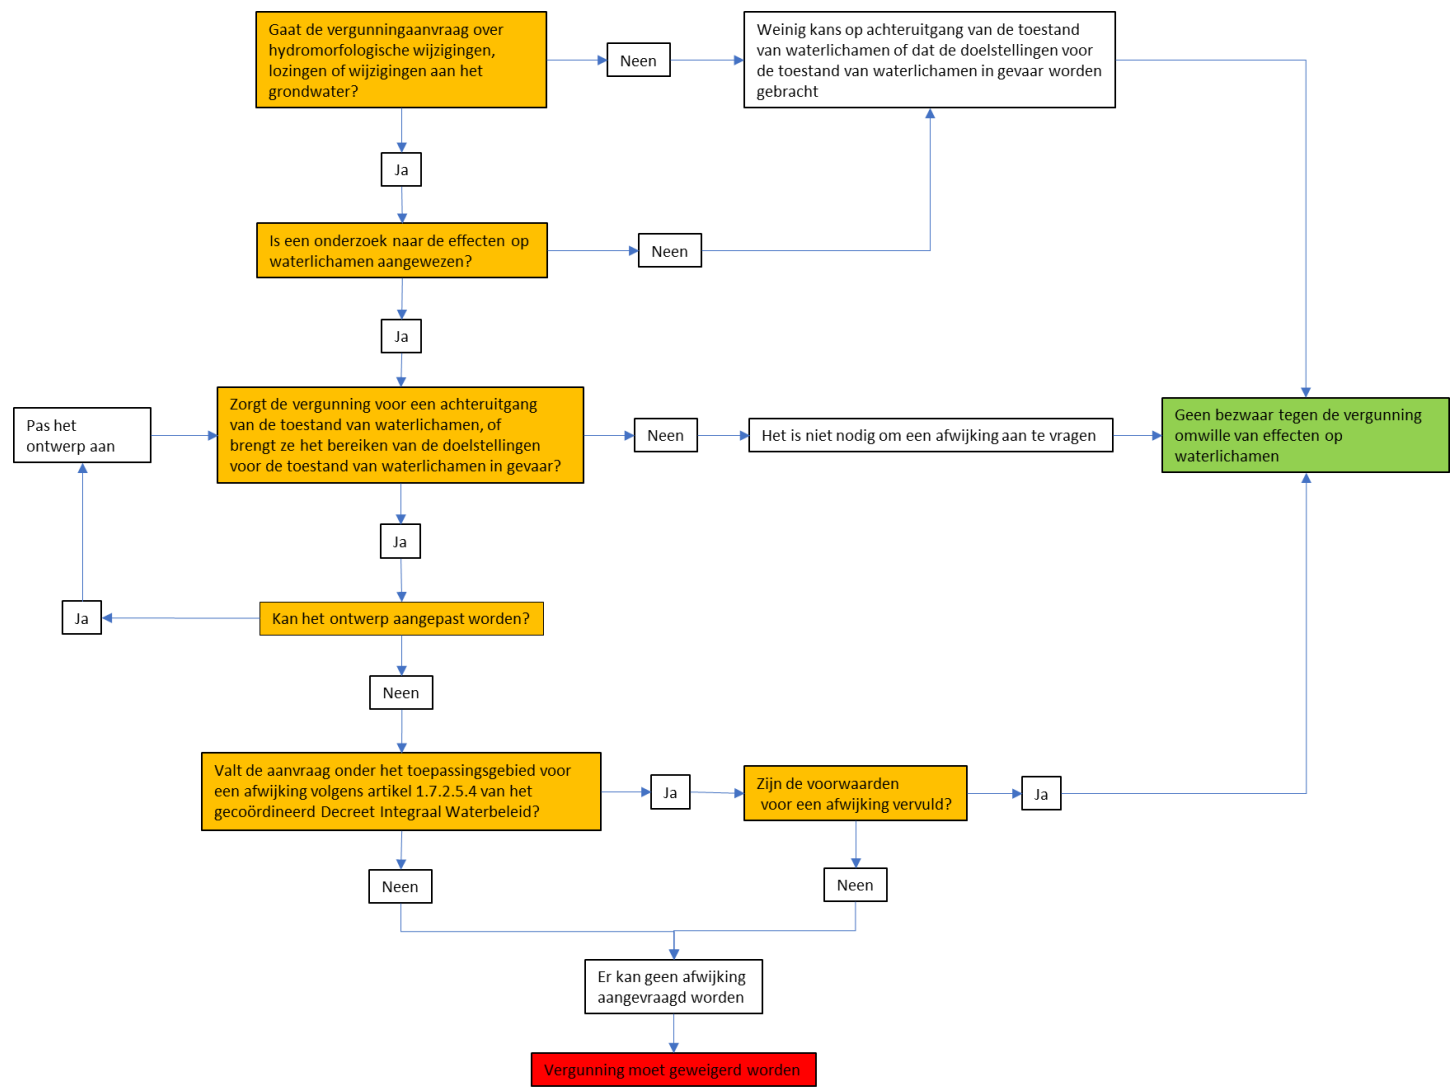 Gaat de vergunningaanvraag over
hydromorfologische wijzigingen,
lozingen of wijzigingen aan het
grondwater?
Neen
Weinig kans op achteruitgang van de toestand
van waterlichamen of dat de doelstellingen voor
de toestand van waterlichamen in gevaar worden
gebracht
Ja
Is een onderzoek naar de effecten op
waterlichamen aangewezen?
Neen
Ja
Pas het
ontwerp aan
Zorgt de vergunning voor een achteruitgang
van de toestand van waterlichamen, of
brengt ze het bereiken van de doelstellingen
voor de toestand van waterlichamen in gevaar?
Neen
Het is niet nodig om een afwijking aan te vragen
Geen bezwaar tegen de vergunning
omwille van effecten op
waterlichamen
Ja
Ja
Kan het ontwerp aangepast worden?
Neen
Valt de aanvraag onder het toepassingsgebied voor
een afwijking volgens artikel 1.7.2.5.4 van het
gecoördineerd Decreet Integraal Waterbeleid?
Ja
Zijn de voorwaarden
voor een afwijking vervuld?
Ja
Neen
Neen
Er kan geen afwijking
aangevraagd worden
Vergunning moet geweigerd worden